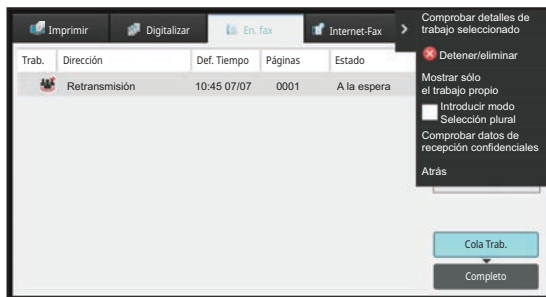 Imprimir
Digitalizar
En. fax
Internet-Fax
Trab.
Dirección
Def. Tiempo
Páginas
Estado
Retransmisión
10:45 07/07
0001
A la espera
Comprobar detalles de
trabajo seleccionado
Detener/eliminar
Mostrar sólo
el trabajo propio
Introducir modo
Selección plural
Comprobar datos de
recepción confidenciales
Atrás
Cola Trab.
Completo